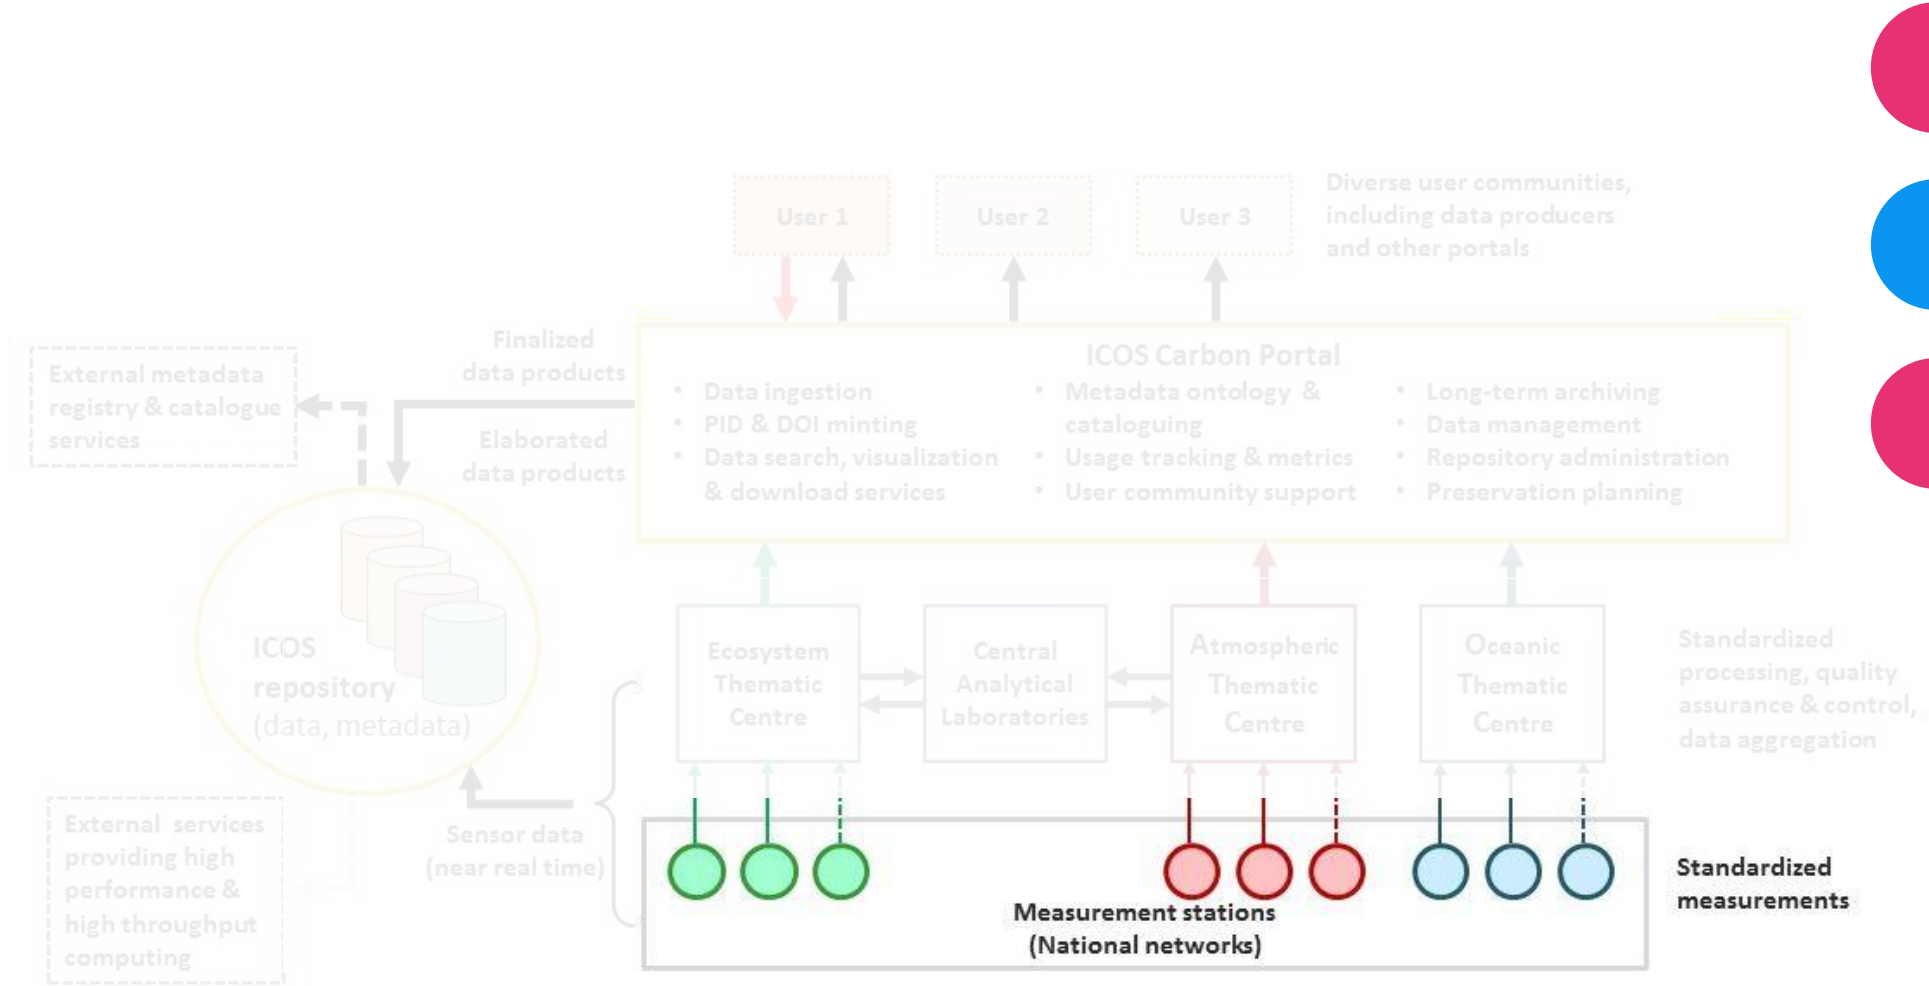 User 1
User 2
User 3
Diverse user communities,
including data producers
and other portals
Finalized
data products
Elaborated
data products
External metadata
registry & catalogue
services
ICOS Carbon Portal
• Data ingestion
• PID & DOI minting
• Data search, visualization
& download services
• Metadata ontology &
cataloguing
• Usage tracking & metrics
• User community support
• Long-term archiving
• Data management
• Repository administration
• Preservation planning
ICOS
repository
(data, metadata)
Ecosystem
Thematic
Centre
Central
Analytical
Laboratories
Atmospheric
Thematic
Centre
Oceanic
Thematic
Centre
Standardized
processing, quality
assurance & control,
data aggregation
External services
providing high
performance &
high throughput
computing
Sensor data
(near real time)
Measurement stations
(National networks)
Standardized
measurements